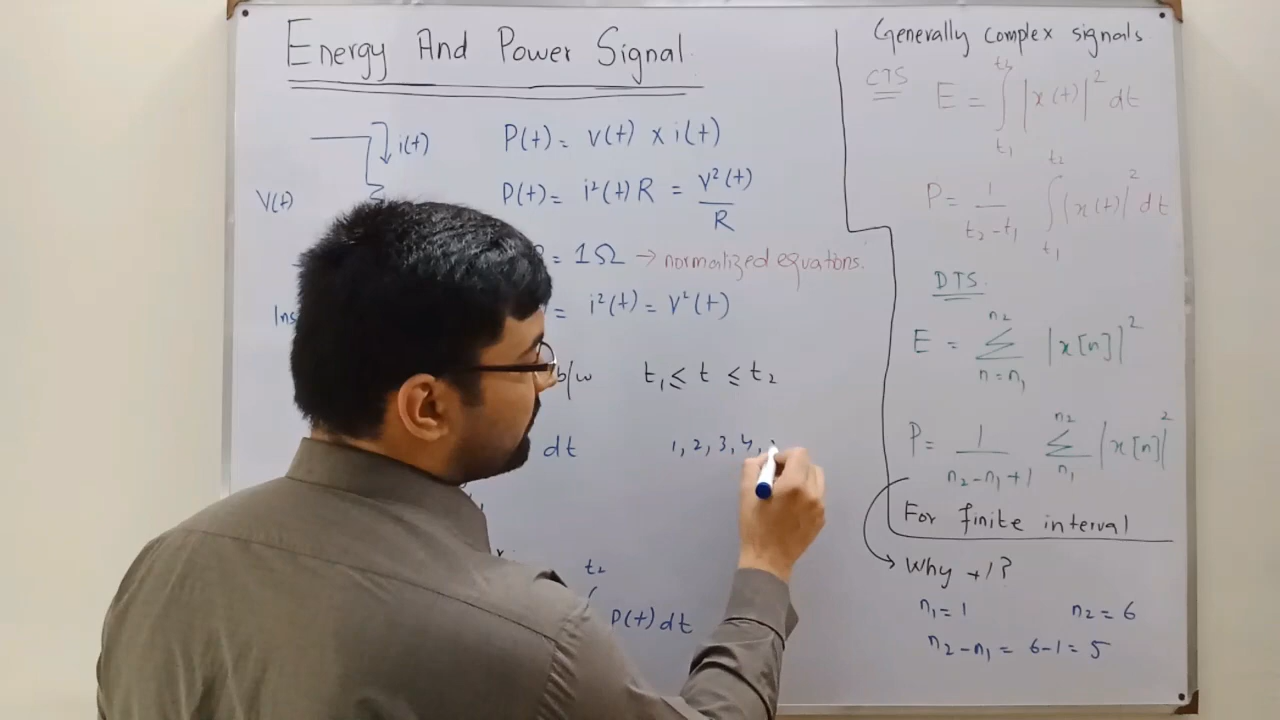 Energy And Power Signal
i(t)
V(t)
P(t) = v(t) x i(t)
P(t) = i²(t) R = V²(t) / R
= 1Ω → normalized equations.
Ins
= i²(t) = V²(t)
b/w t₁ ≤ t ≤ t₂
dt
1, 2, 3, 4,
t₂
P(t) dt
Generally complex signals
CTS
E = ∫ₜ₁^t₂ |x(t)|² dt
P = 1/(t₂-t₁) ∫ₜ₁^t₂ |x(t)|² dt
DTS
E = Σ_{n=n₁}^{n₂} |x[n]|²
P = 1/(n₂-n₁+1) Σ_{n₁}^{n₂} |x[n]|²
For finite interval
→ Why +1?
n₁ = 1 n₂ = 6
n₂-n₁ = 6-1 = 5